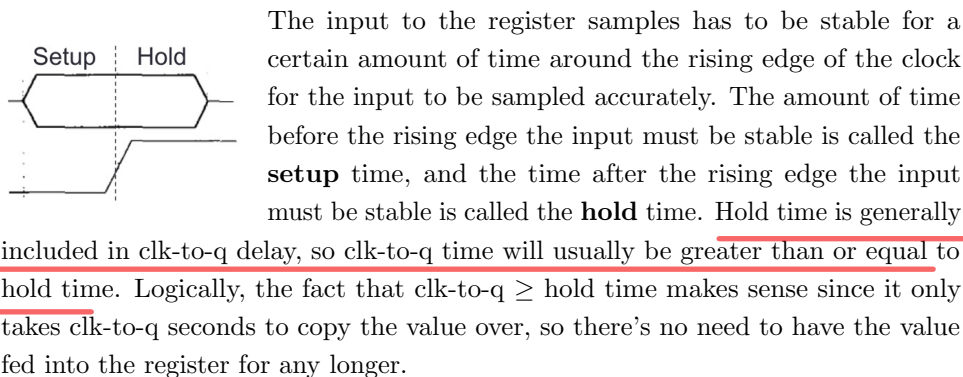 Setup Hold
The input to the register samples has to be stable for a
certain amount of time around the rising edge of the clock
for the input to be sampled accurately. The amount of time
before the rising edge the input must be stable is called the
setup time, and the time after the rising edge the input
must be stable is called the hold time. Hold time is generally
included in clk-to-q delay, so clk-to-q time will usually be greater than or equal to
hold time. Logically, the fact that clk-to-q ≥ hold time makes sense since it only
takes clk-to-q seconds to copy the value over, so there's no need to have the value
fed into the register for any longer.